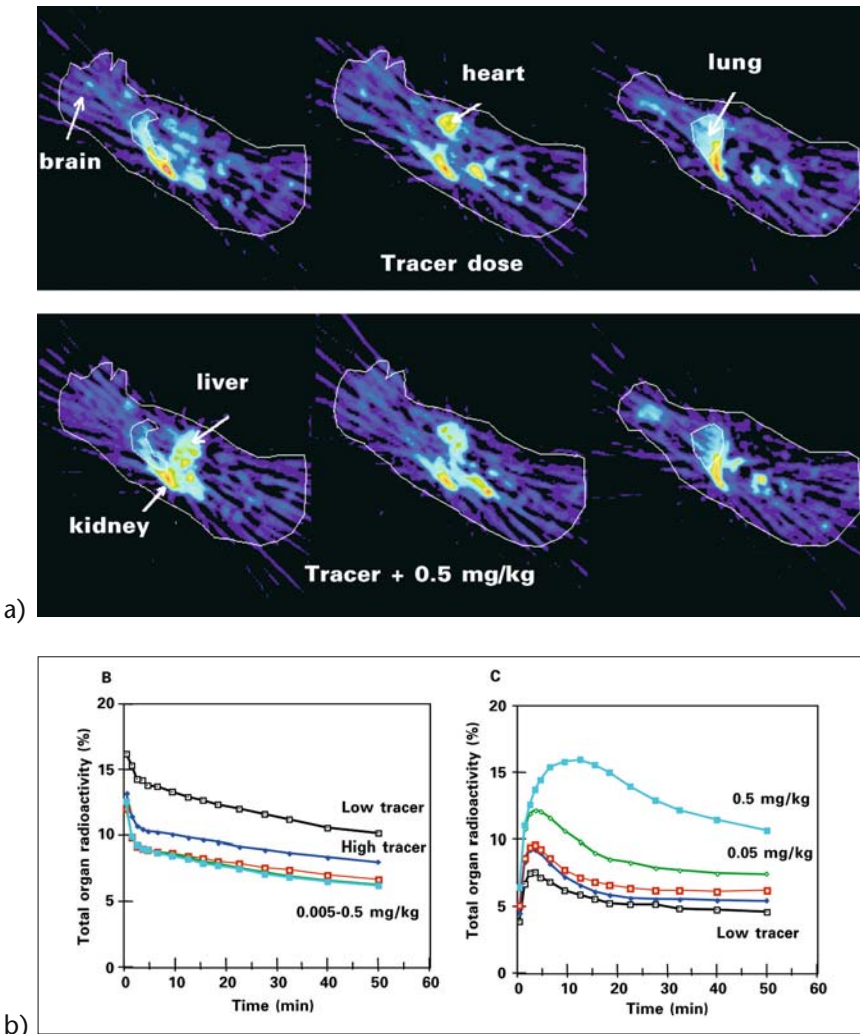 brain
heart
lung
Tracer dose
liver
kidney
Tracer + 0.5 mg/kg
a)
B
Total organ radioactivity (%)
20
15
10
5
0
0 10 20 30 40 50 60
Time (min)
Low tracer
High tracer
0.005-0.5 mg/kg
C
Total organ radioactivity (%)
20
15
10
5
0
0 10 20 30 40 50 60
Time (min)
0.5 mg/kg
0.05 mg/kg
Low tracer
b)